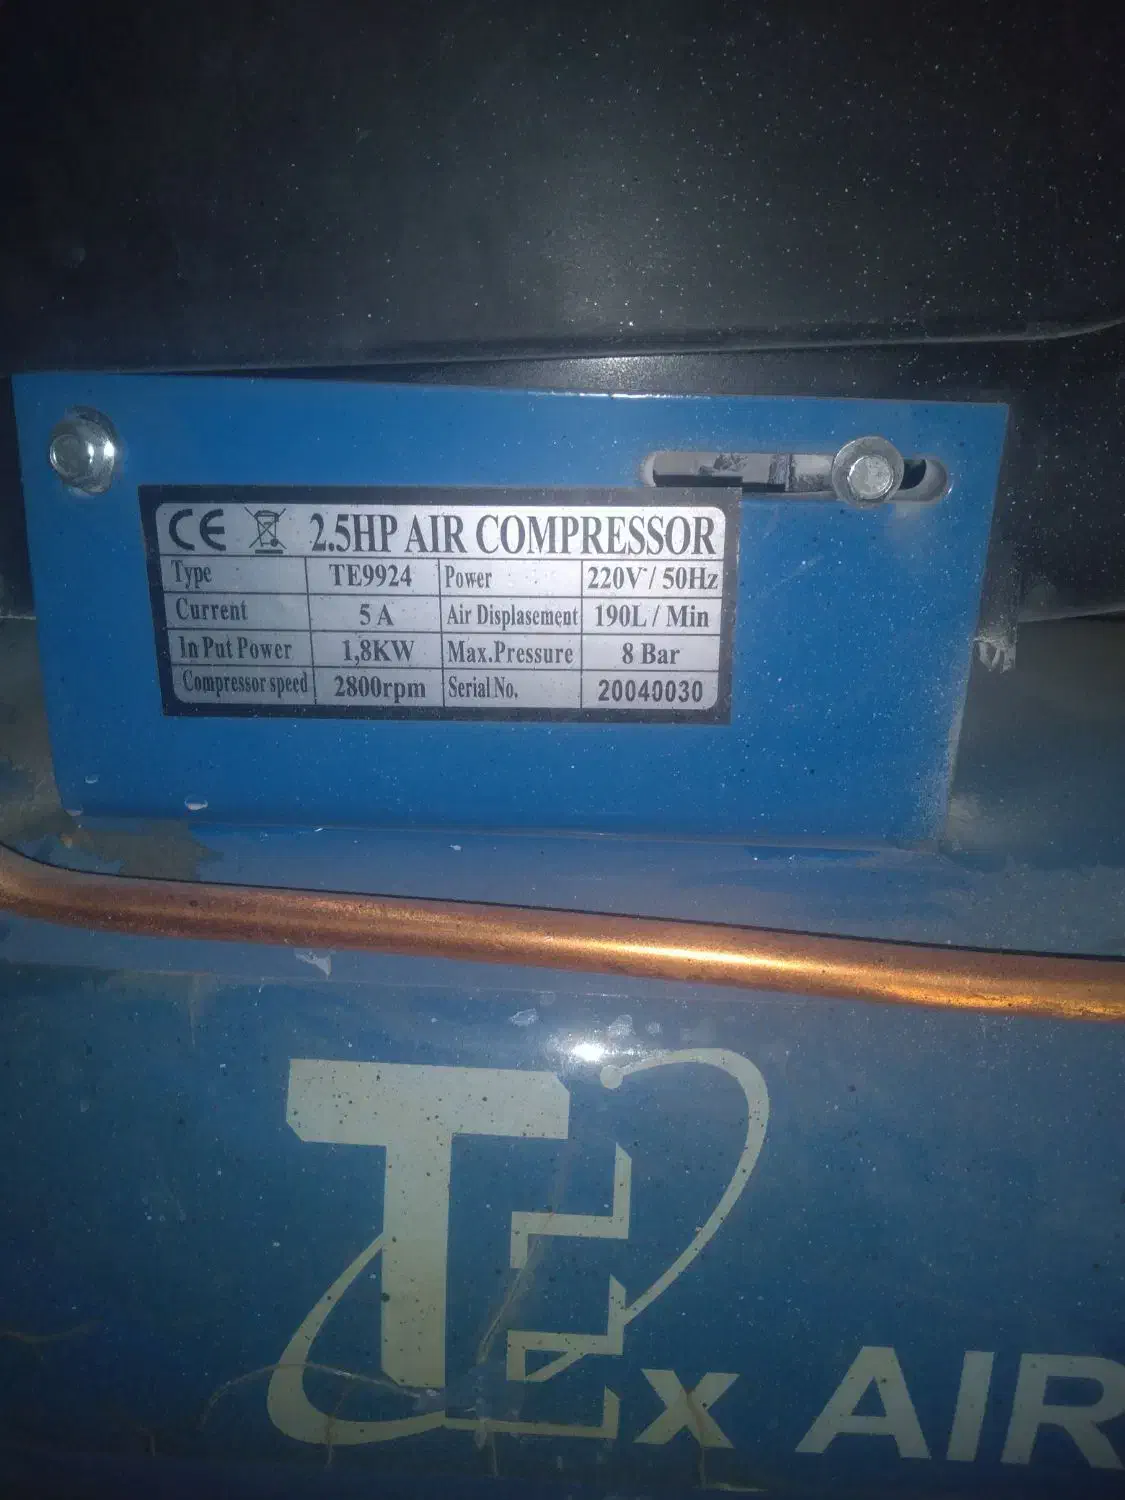 CE 2.5HP AIR COMPRESSOR
Type TE9924 Power 220V / 50Hz
Current 5 A Air Displasement 190L / Min
In Put Power 1,8KW Max.Pressure 8 Bar
Compressor speed 2800rpm Serial No. 20040030
TEx AIR